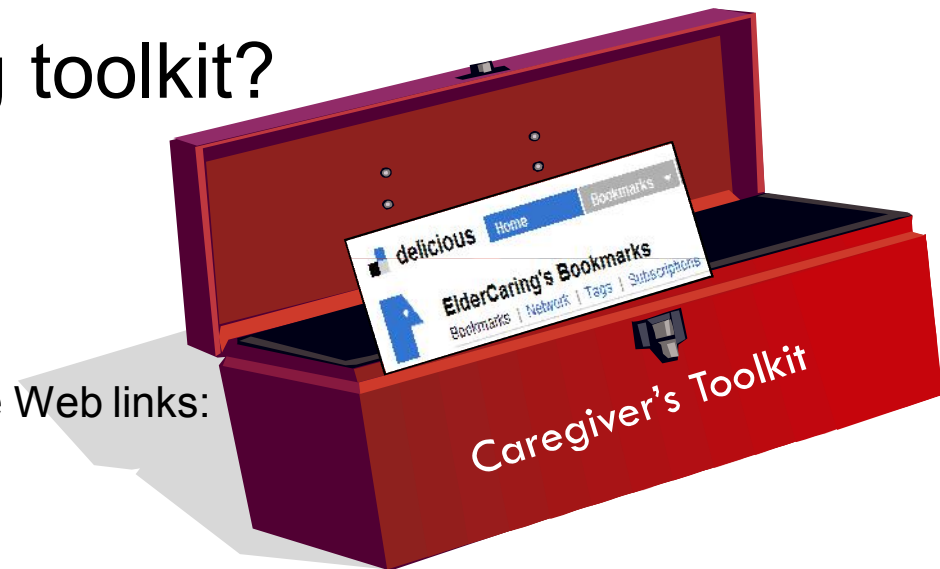 g toolkit?
delicious Home Bookmarks
ElderCaring's Bookmarks
Bookmarks | Network | Tags | Subscriptions
e Web links:
Caregiver's Toolkit